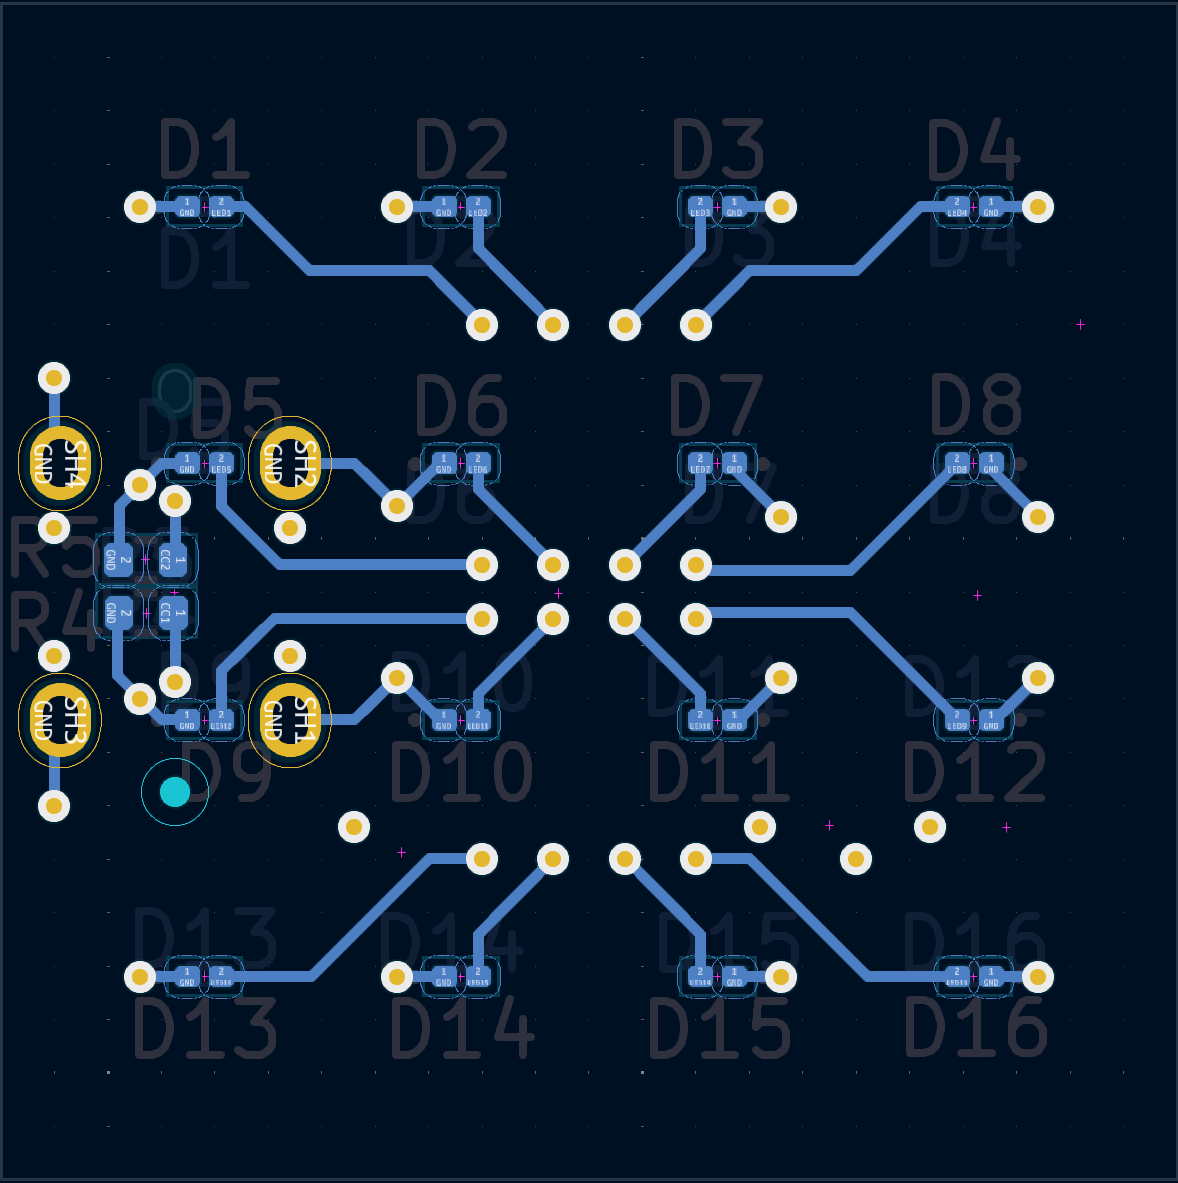 D1 D2 D3 D4
1 2 1 2 2 1 2 1
GND LED1 GND LED2 LED3 GND LED4 GND
D1 D2 D3 D4
D5 D6 D7 D8
D5
1 2 1 2 2 1 2 1
GND LED5 GND LED6 LED7 GND LED8 GND
SH4
GND
SH2
GND
D6 D7 D8
R5
2
GND
1
CC2
R4
2
GND
1
CC1
D9 D10 D11 D12
SH3
GND
SH1
GND
1 2 1 2 2 1 2 1
GND LED12 GND LED11 LED10 GND LED9 GND
D9 D10 D11 D12
D13 D14 D15 D16
1 2 1 2 2 1 2 1
GND GND LED15 LED14 GND GND
D13 D14 D15 D16